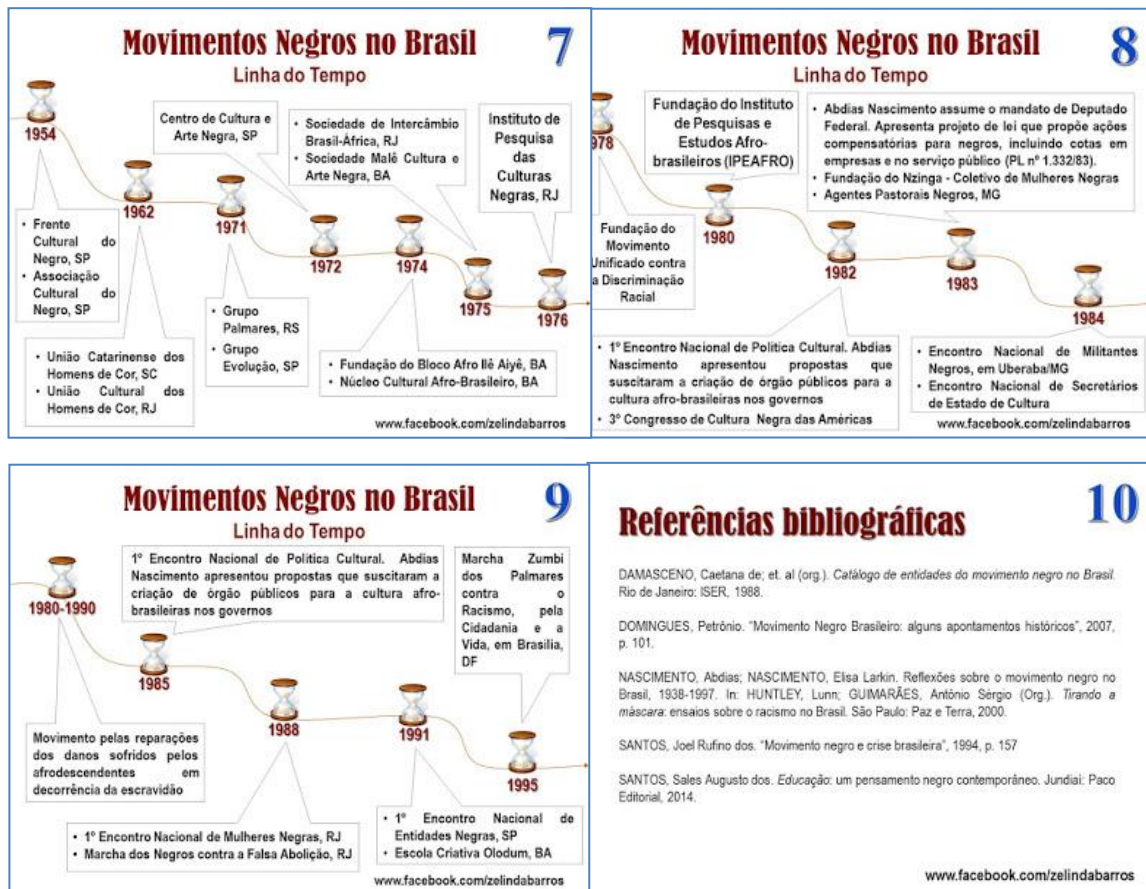 Movimentos Negros no Brasil
7
Linha do Tempo
1954
Frente
Cultural do
Negro, SP
Associação
Cultural do
Negro, SP
1962
União Catarinense dos
Homens de Cor, SC
União Cultural dos
Homens de Cor, RJ
1971
Grupo
Palmares, RS
Grupo
Evolução, SP
Centro de Cultura e
Arte Negra, SP
1972
1974
Fundação do Bloco Afro Ilê Aiyê, BA
Núcleo Cultural Afro-Brasileiro, BA
Sociedade de Intercâmbio
Brasil-África, RJ
Sociedade Malê Cultura e
Arte Negra, BA
1975
Instituto de
Pesquisa
das
Culturas
Negras, RJ
1976
www.facebook.com/zelindabarros
Movimentos Negros no Brasil
8
Linha do Tempo
978
Fundação do
Movimento
Unificado contra
a Discriminação
Racial
Fundação do Instituto
de Pesquisas e
Estudos Afro-
brasileiros (IPEAFRO)
1980
1982
1º Encontro Nacional de Política Cultural. Abdias
Nascimento apresentou propostas que
suscitaram a criação de órgão públicos para a
cultura afro-brasileiras nos governos
3º Congresso de Cultura Negra das Américas
Abdias Nascimento assume o mandato de Deputado
Federal. Apresenta projeto de lei que propõe ações
compensatórias para negros, incluindo cotas em
empresas e no serviço público (PL nº 1.332/83).
Fundação do Nzinga - Coletivo de Mulheres Negras
Agentes Pastorais Negros, MG
1983
1984
Encontro Nacional de Militantes
Negros, em Uberaba/MG
Encontro Nacional de Secretários
de Estado de Cultura
www.facebook.com/zelindabarros
Movimentos Negros no Brasil
9
Linha do Tempo
1980-1990
Movimento pelas reparações
dos danos sofridos pelos
afrodescendentes em
decorrência da escravidão
1º Encontro Nacional de Política Cultural. Abdias
Nascimento apresentou propostas que suscitaram a
criação de órgão públicos para a cultura afro-
brasileiras nos governos
1985
1988
1º Encontro Nacional de Mulheres Negras, RJ
Marcha dos Negros contra a Falsa Abolição, RJ
1991
1º Encontro Nacional de
Entidades Negras, SP
Escola Criativa Olodum, BA
Marcha Zumbi
dos Palmares
contra o
Racismo, pela
Cidadania e a
Vida, em Brasília,
DF
1995
www.facebook.com/zelindabarros
10
Referências bibliográficas
DAMASCENO, Caetana de; et. al (org.). Catálogo de entidades do movimento negro no Brasil.
Rio de Janeiro: ISER, 1988.
DOMINGUES, Petrônio. “Movimento Negro Brasileiro: alguns apontamentos históricos”, 2007,
p. 101.
NASCIMENTO, Abdias; NASCIMENTO, Elisa Larkin. Reflexões sobre o movimento negro no
Brasil, 1938-1997. In: HUNTLEY, Lunn; GUIMARÃES, Antônio Sérgio (Org.). Tirando a
máscara: ensaios sobre o racismo no Brasil. São Paulo: Paz e Terra, 2000.
SANTOS, Joel Rufino dos. “Movimento negro e crise brasileira”, 1994, p. 157
SANTOS, Sales Augusto dos. Educação: um pensamento negro contemporâneo. Jundiaí: Paco
Editorial, 2014.
www.facebook.com/zelindabarros